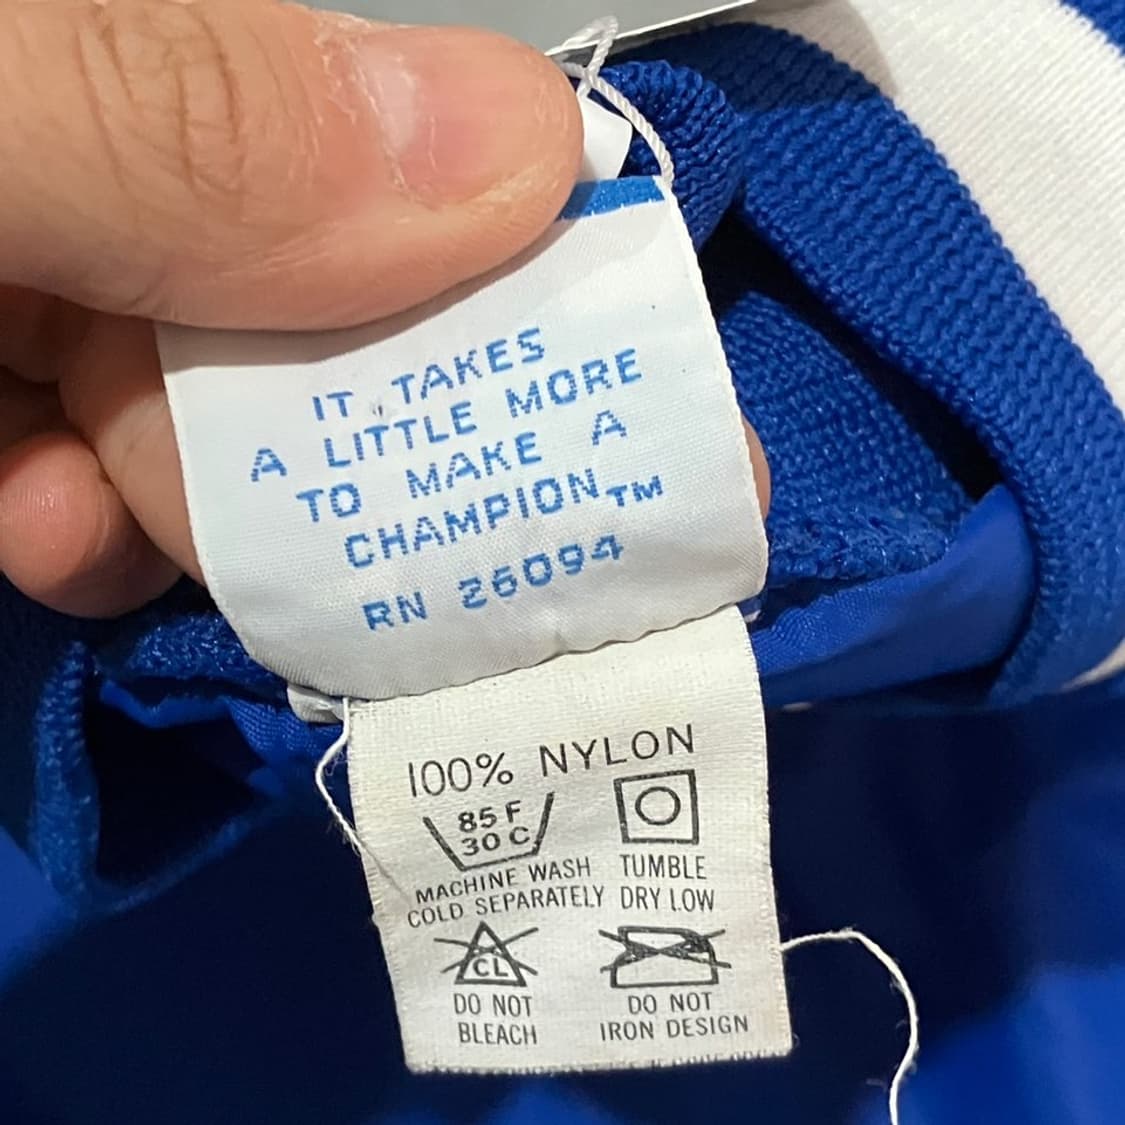 IT TAKES
A LITTLE MORE
TO MAKE A
CHAMPION™
RN 26094
100% NYLON
85 F
30 C
MACHINE WASH
COLD SEPARATELY
TUMBLE
DRY LOW
CL
DO NOT
BLEACH
DO NOT
IRON DESIGN